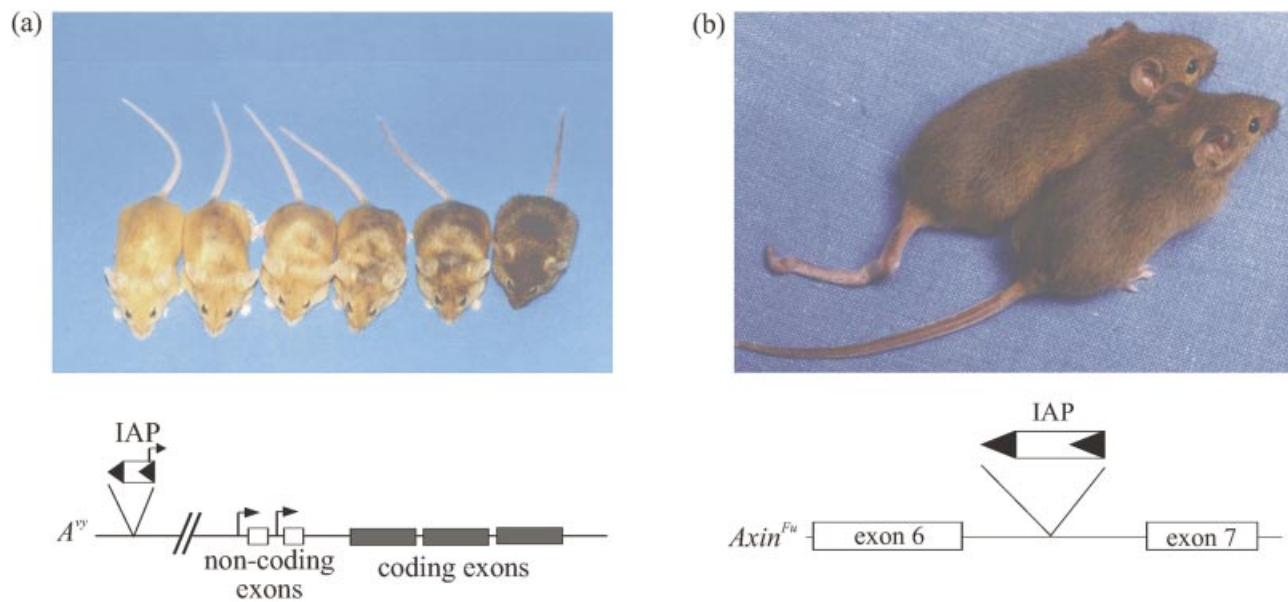 (a)
(b)
IAP
A^vy
non-coding
exons
coding exons
IAP
Axin^Fu
exon 6
exon 7